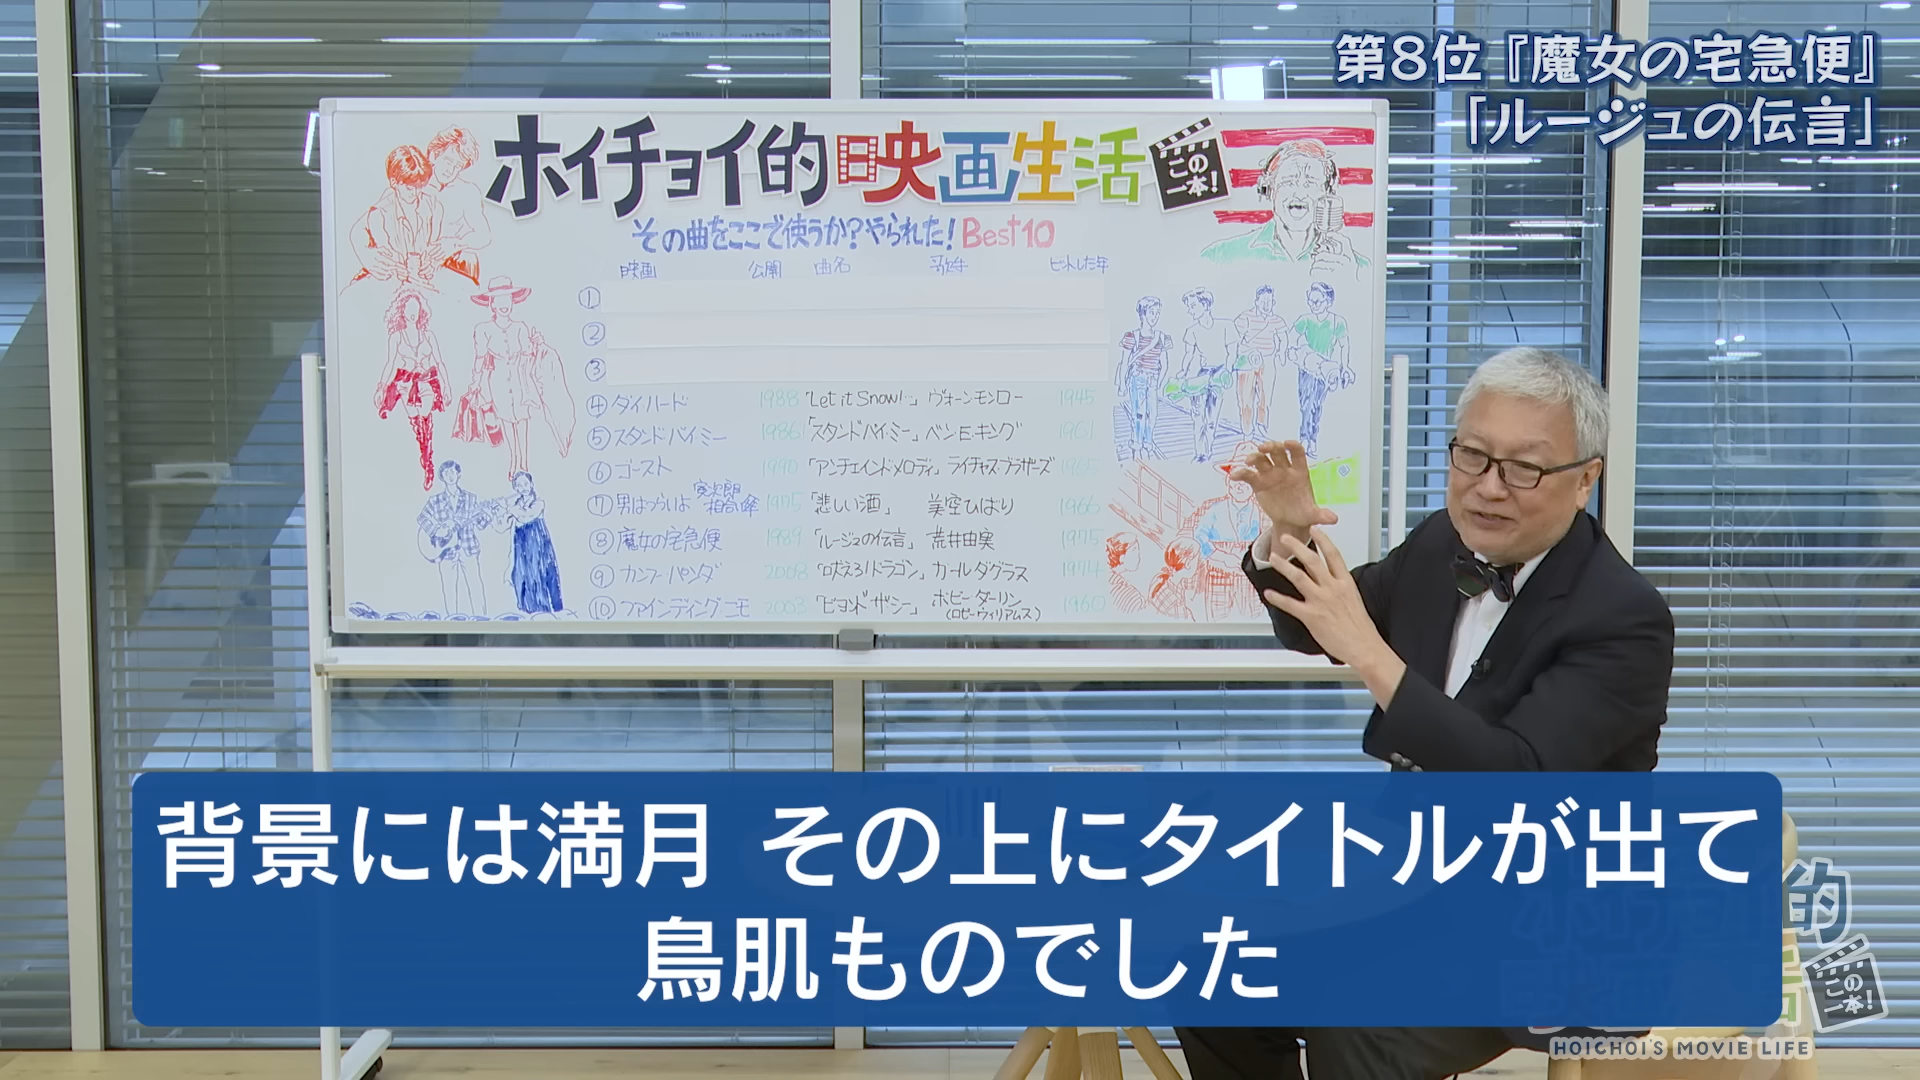 第8位『魔女の宅急便』
「ルージュの伝言」
ホイチョイ的映画生活 この一本!
その曲をここで使うか?やられた! Best10
映画 公開 曲名 歌手 ヒットした年
①
②
③
④ ダイハード 1988 「Let it Snow!…」 ヴォーンモンロー 1945
⑤ スタンドバイミー 1986 「スタンドバイ・ミー」 ベンE.キング 1961
⑥ ゴースト 1990 「アンチェインドメロディ」 ライチャス・ブラザーズ 1965
⑦ 男はつらいよ 寅次郎相合い傘 1975 「悲しい酒」 美空ひばり 1966
⑧ 魔女の宅急便 1989 「ルージュの伝言」 荒井由実 1975
⑨ カンフーパンダ 2008 「吠えろ!ドラゴン」 カールダグラス 1974
⑩ ファインディングニモ 2003 「ビヨンド・ザ・シー」 ボビーダーリン 1960
(ロビーウィリアムス)
背景には満月 その上にタイトルが出て
鳥肌ものでした
的
この一本!
HOICHOI'S MOVIE LIFE